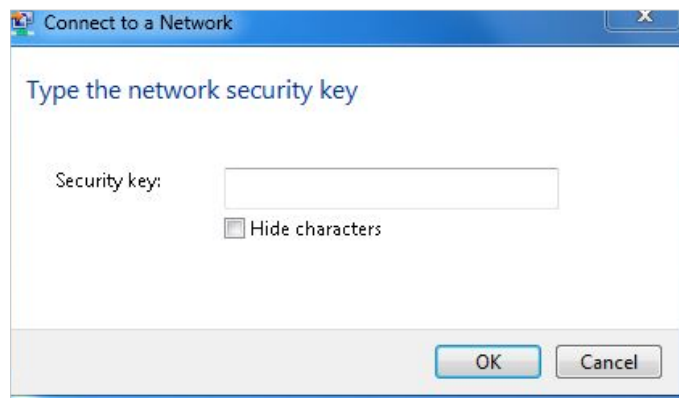 Connect to a Network
X
Type the network security key
Security key:
Hide characters
OK Cancel